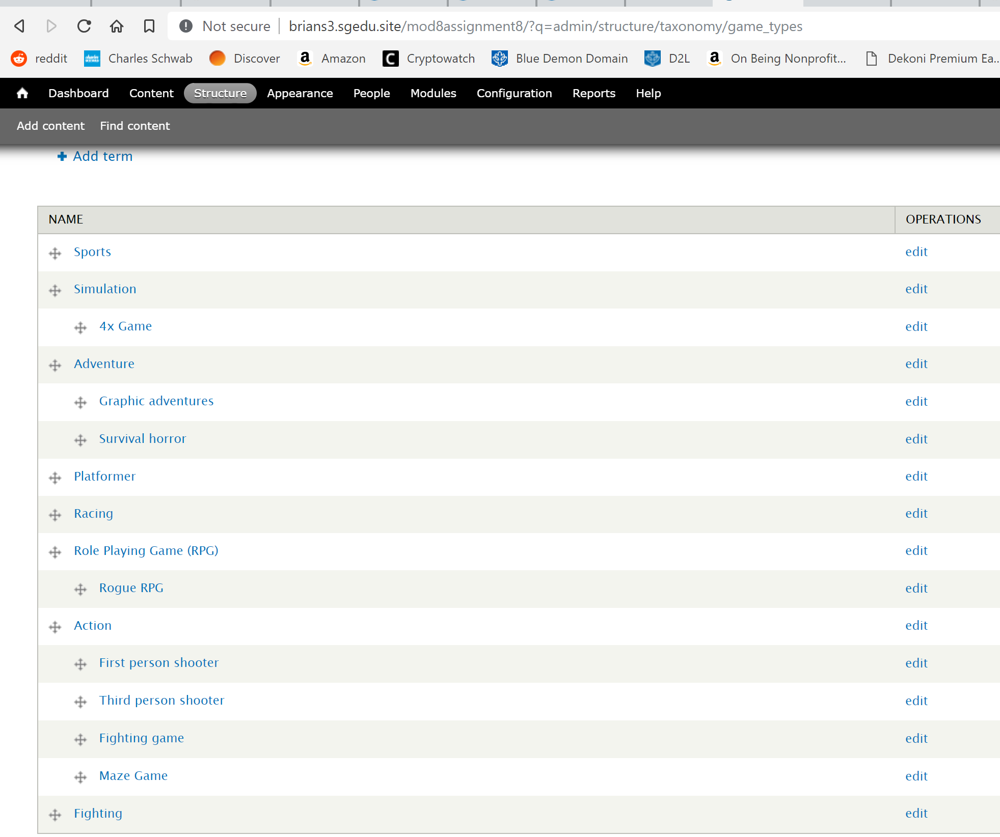 Not secure | brians3.sgedu.site/mod8assignment8/?q=admin/structure/taxonomy/game_types
reddit Charles Schwab Discover Amazon Cryptowatch Blue Demon Domain D2L On Being Nonprofit... Dekoni Premium Ea...
Dashboard Content Structure Appearance People Modules Configuration Reports Help
Add content Find content
Add term
NAME OPERATIONS
Sports edit
Simulation edit
4x Game edit
Adventure edit
Graphic adventures edit
Survival horror edit
Platformer edit
Racing edit
Role Playing Game (RPG) edit
Rogue RPG edit
Action edit
First person shooter edit
Third person shooter edit
Fighting game edit
Maze Game edit
Fighting edit